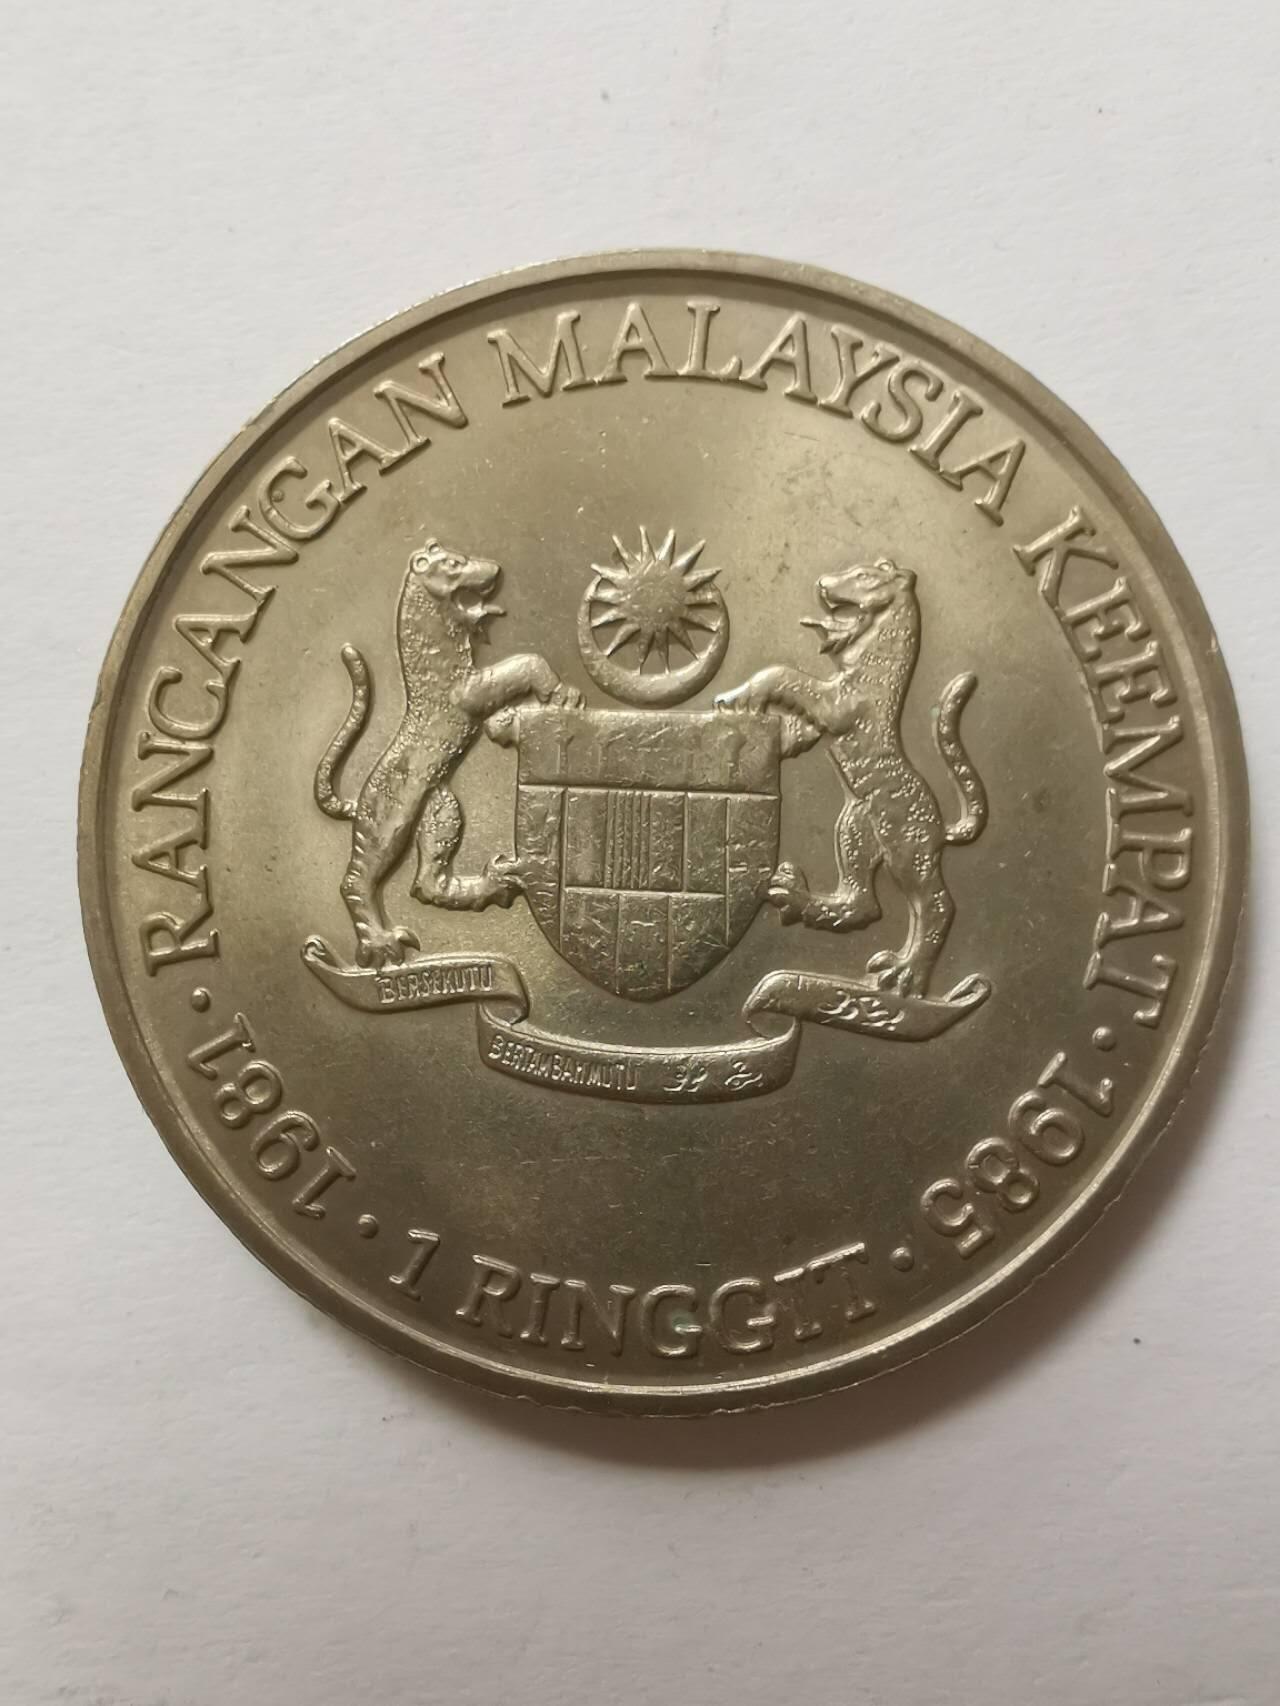 RANCANGAN MALAYSIA KEEMPAT
1981 · 1 RINGGIT · 1985
BERSEKUTU
BERTAMBAH MUTU